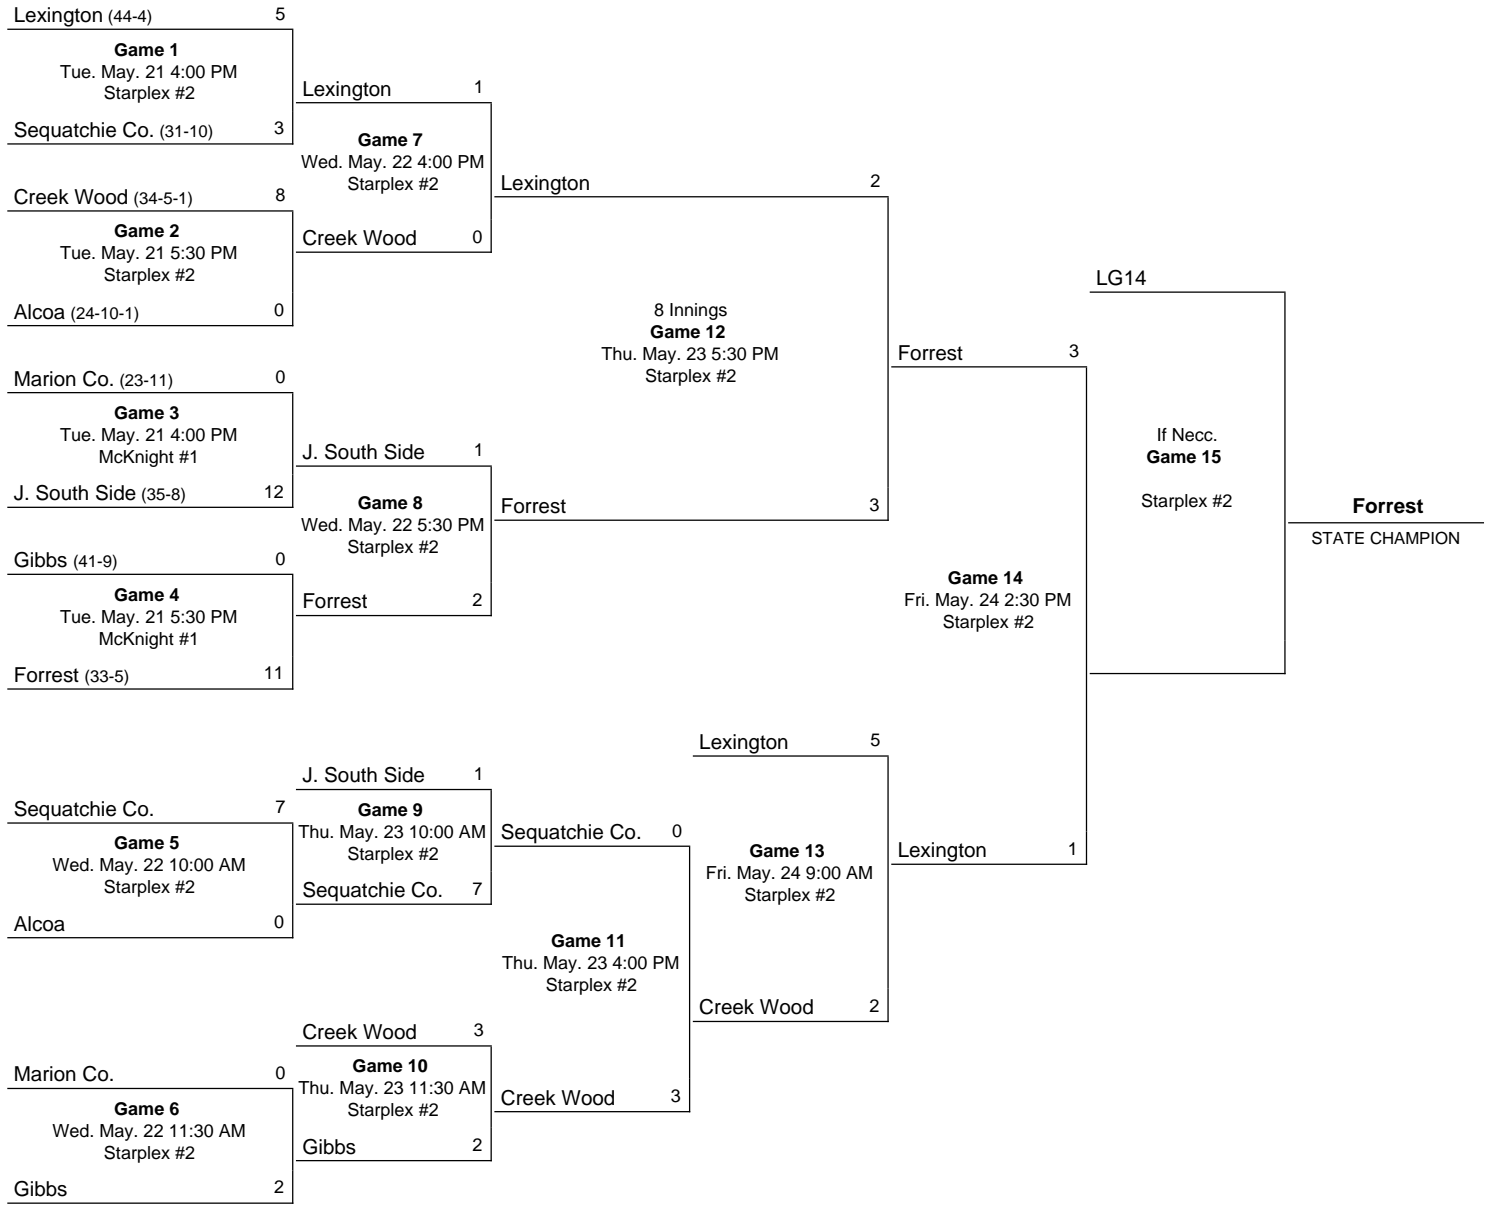 Lexington (44-4) 5
Game 1
Tue. May. 21 4:00 PM
Starplex #2
Sequatchie Co. (31-10) 3
Creek Wood (34-5-1) 8
Game 2
Tue. May. 21 5:30 PM
Starplex #2
Alcoa (24-10-1) 0
Marion Co. (23-11) 0
Game 3
Tue. May. 21 4:00 PM
McKnight #1
J. South Side (35-8) 12
Gibbs (41-9) 0
Game 4
Tue. May. 21 5:30 PM
McKnight #1
Forrest (33-5) 11
Sequatchie Co. 7
Game 5
Wed. May. 22 10:00 AM
Starplex #2
Alcoa 0
Marion Co. 0
Game 6
Wed. May. 22 11:30 AM
Starplex #2
Gibbs 2
Lexington 1
Game 7
Wed. May. 22 4:00 PM
Starplex #2
Creek Wood 0
J. South Side 1
Game 8
Wed. May. 22 5:30 PM
Starplex #2
Forrest 2
J. South Side 1
Game 9
Thu. May. 23 10:00 AM
Starplex #2
Sequatchie Co. 7
Creek Wood 3
Game 10
Thu. May. 23 11:30 AM
Starplex #2
Gibbs 2
Lexington 2
8 Innings
Game 12
Thu. May. 23 5:30 PM
Starplex #2
Forrest 3
Sequatchie Co. 0
Game 11
Thu. May. 23 4:00 PM
Starplex #2
Creek Wood 3
Lexington 5
Game 13
Fri. May. 24 9:00 AM
Starplex #2
Creek Wood 2
Forrest 3
Game 14
Fri. May. 24 2:30 PM
Starplex #2
Lexington 1
LG14
If Necc.
Game 15
Starplex #2
Forrest
STATE CHAMPION